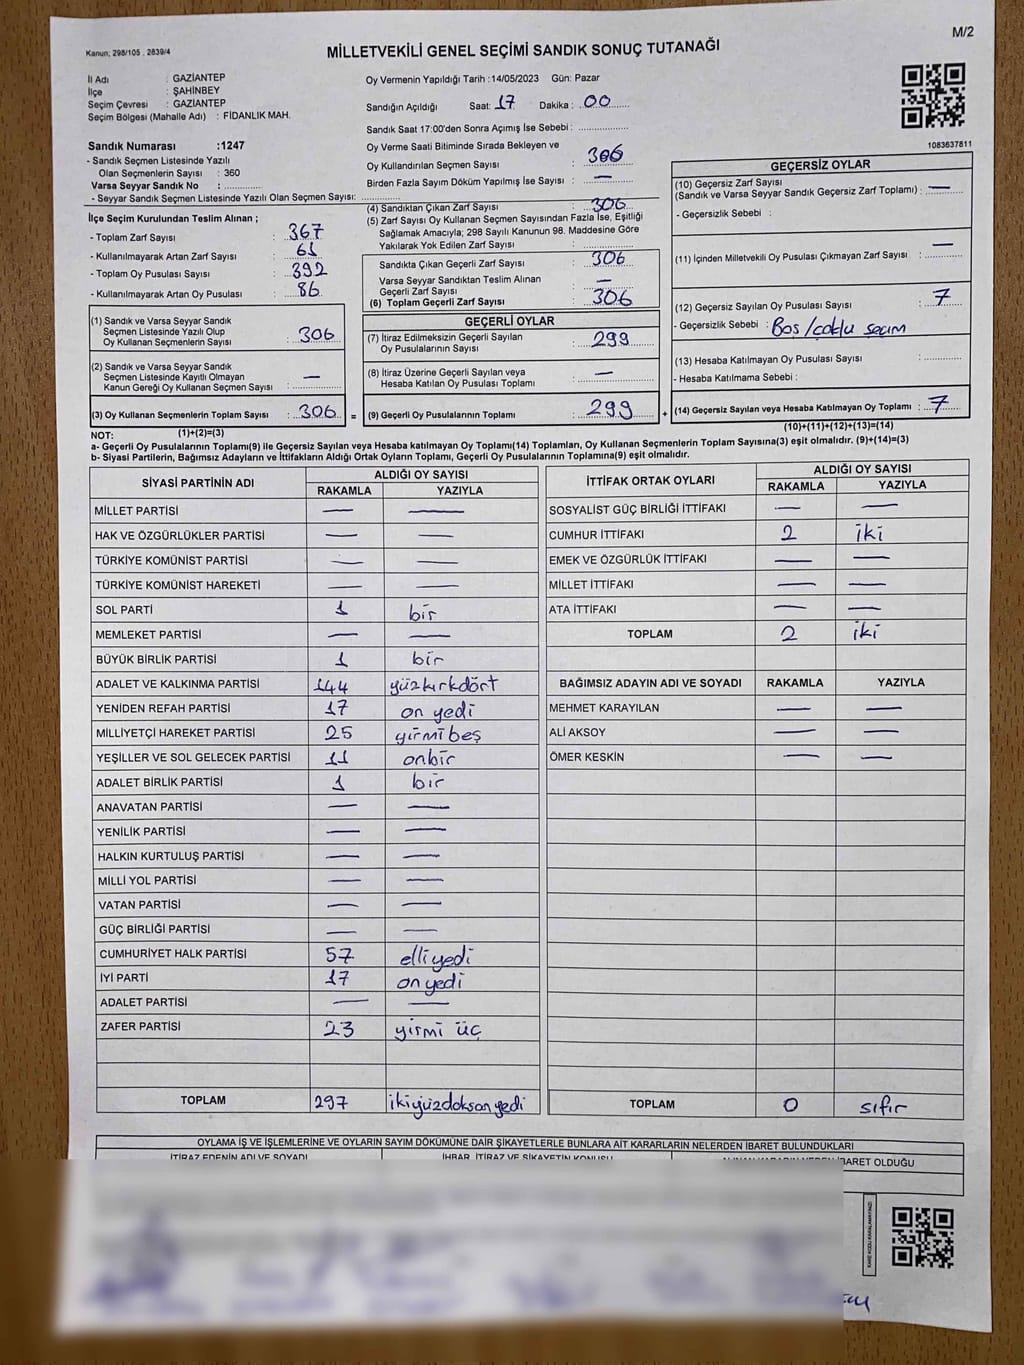 M/2
Kanun; 298/105 . 2839/4
MİLLETVEKİLİ GENEL SEÇİMİ SANDIK SONUÇ TUTANAĞI
İl Adı : GAZİANTEP
İlçe : ŞAHİNBEY
Seçim Çevresi : GAZİANTEP
Seçim Bölgesi (Mahalle Adı) : FİDANLIK MAH.
Oy Vermenin Yapıldığı Tarih :14/05/2023 Gün: Pazar
Sandığın Açıldığı Saat: 17 Dakika : 00
Sandık Saat 17:00'den Sonra Açımış İse Sebebi :
Sandık Numarası :1247
- Sandık Seçmen Listesinde Yazılı
Olan Seçmenlerin Sayısı : 360
Varsa Seyyar Sandık No :
- Seyyar Sandık Seçmen Listesinde Yazılı Olan Seçmen Sayısı:
Oy Verme Saati Bitiminde Sırada Bekleyen ve
Oy Kullandırılan Seçmen Sayısı : 306
Birden Fazla Sayım Döküm Yapılmış İse Sayısı : —
1083637811
İlçe Seçim Kurulundan Teslim Alınan ;
- Toplam Zarf Sayısı : 367
- Kullanılmayarak Artan Zarf Sayısı : 61
- Toplam Oy Pusulası Sayısı : 392
- Kullanılmayarak Artan Oy Pusulası : 86
(4) Sandıktan Çıkan Zarf Sayısı : 306
(5) Zarf Sayısı Oy Kullanan Seçmen Sayısından Fazla İse, Eşitliği
Sağlamak Amacıyla; 298 Sayılı Kanunun 98. Maddesine Göre
Yakılarak Yok Edilen Zarf Sayısı :
Sandıkta Çıkan Geçerli Zarf Sayısı : 306
Varsa Seyyar Sandıktan Teslim Alınan
Geçerli Zarf Sayısı : —
(6) Toplam Geçerli Zarf Sayısı : 306
GEÇERSİZ OYLAR
(10) Geçersiz Zarf Sayısı
(Sandık ve Varsa Seyyar Sandık Geçersiz Zarf Toplamı) : —
- Geçersizlik Sebebi :
(11) İçinden Milletvekili Oy Pusulası Çıkmayan Zarf Sayısı : —
(12) Geçersiz Sayılan Oy Pusulası Sayısı : 7
- Geçersizlik Sebebi : Boş/çoklu seçim
(13) Hesaba Katılmayan Oy Pusulası Sayısı :
- Hesaba Katılmama Sebebi :
(1) Sandık ve Varsa Seyyar Sandık
Seçmen Listesinde Yazılı Olup
Oy Kullanan Seçmenlerin Sayısı : 306
(2) Sandık ve Varsa Seyyar Sandık
Seçmen Listesinde Kayıtlı Olmayan
Kanun Gereği Oy Kullanan Seçmen Sayısı : —
GEÇERLİ OYLAR
(7) İtiraz Edilmeksizin Geçerli Sayılan
Oy Pusulalarının Sayısı : 299
(8) İtiraz Üzerine Geçerli Sayılan veya
Hesaba Katılan Oy Pusulası Toplamı : —
(3) Oy Kullanan Seçmenlerin Toplam Sayısı : 306 = (9) Geçerli Oy Pusulalarının Toplamı : 299 + (14) Geçersiz Sayılan veya Hesaba Katılmayan Oy Toplamı : 7
(1)+(2)=(3)
(10)+(11)+(12)+(13)=(14)
NOT:
a- Geçerli Oy Pusulalarının Toplamı(9) ile Geçersiz Sayılan veya Hesaba katılmayan Oy Toplamı(14) Toplamları, Oy Kullanan Seçmenlerin Toplam Sayısına(3) eşit olmalıdır. (9)+(14)=(3)
b- Siyasi Partilerin, Bağımsız Adayların ve İttifakların Aldığı Ortak Oyların Toplamı, Geçerli Oy Pusulalarının Toplamına(9) eşit olmalıdır.
SİYASİ PARTİNİN ADI ALDIĞI OY SAYISI
RAKAMLA YAZIYLA
MİLLET PARTİSİ — —
HAK VE ÖZGÜRLÜKLER PARTİSİ — —
TÜRKİYE KOMÜNİST PARTİSİ — —
TÜRKİYE KOMÜNİST HAREKETİ — —
SOL PARTİ 1 bir
MEMLEKET PARTİSİ — —
BÜYÜK BİRLİK PARTİSİ 1 bir
ADALET VE KALKINMA PARTİSİ 144 yüzkırkdört
YENİDEN REFAH PARTİSİ 17 on yedi
MİLLİYETÇİ HAREKET PARTİSİ 25 yirmibeş
YEŞİLLER VE SOL GELECEK PARTİSİ 11 onbir
ADALET BİRLİK PARTİSİ 1 bir
ANAVATAN PARTİSİ — —
YENİLİK PARTİSİ — —
HALKIN KURTULUŞ PARTİSİ — —
MİLLİ YOL PARTİSİ — —
VATAN PARTİSİ — —
GÜÇ BİRLİĞİ PARTİSİ — —
CUMHURİYET HALK PARTİSİ 57 elliyedi
İYİ PARTİ 17 onyedi
ADALET PARTİSİ — —
ZAFER PARTİSİ 23 yirmi üç
TOPLAM 297 ikiyüzdoksanyedi
İTTİFAK ORTAK OYLARI ALDIĞI OY SAYISI
RAKAMLA YAZIYLA
SOSYALİST GÜÇ BİRLİĞİ İTTİFAKI — —
CUMHUR İTTİFAKI 2 iki
EMEK VE ÖZGÜRLÜK İTTİFAKI — —
MİLLET İTTİFAKI — —
ATA İTTİFAKI — —
TOPLAM 2 iki
BAĞIMSIZ ADAYIN ADI VE SOYADI RAKAMLA YAZIYLA
MEHMET KARAYILAN — —
ALİ AKSOY — —
ÖMER KESKİN — —
TOPLAM 0 sıfır
OYLAMA İŞ VE İŞLEMLERİNE VE OYLARIN SAYIM DÖKÜMÜNE DAİR ŞİKAYETLERLE BUNLARA AİT KARARLARIN NELERDEN İBARET BULUNDUKLARI
İTİRAZ EDENİN ADI VE SOYADI İHBAR, İTİRAZ VE ŞİKAYETİN KONUSU İBARET OLDUĞU
KARE KODU KARALAMAYINIZ!